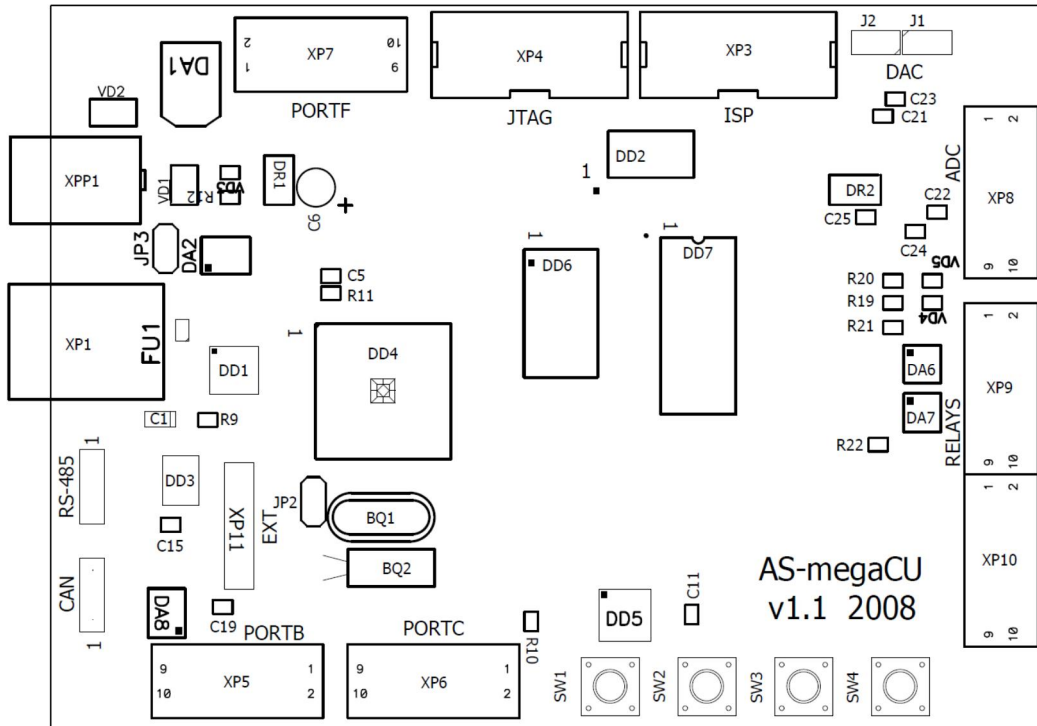 J2 J1
DAC
2 10
XP7
1 9
PORTF
DA1
VD2
XP4
JTAG
XP3
ISP
C23
C21
XPP1
VD1
R12
VD3
DR1
C6
+
DD2
1
DR2
C25
C22
C24
1 2
ADC
XP8
9 10
JP3
DA2
C5
R11
1
DD6
1
DD7
R20
VD5
R19
VD4
R21
XP1
FU1
DD1
1
DD4
DA6
DA7
R22
1 2
XP9
RELAYS
9 10
C1
R9
1
RS-485
DD3
C15
XP11
EXT
JP2
BQ1
BQ2
1 2
XP10
9 10
CAN
1
DA8
C19
AS-megaCU
v1.1 2008
PORTB
PORTC
R10
DD5
C11
9 1
XP5
10 2
9 1
XP6
10 2
SW1
SW2
SW3
SW4